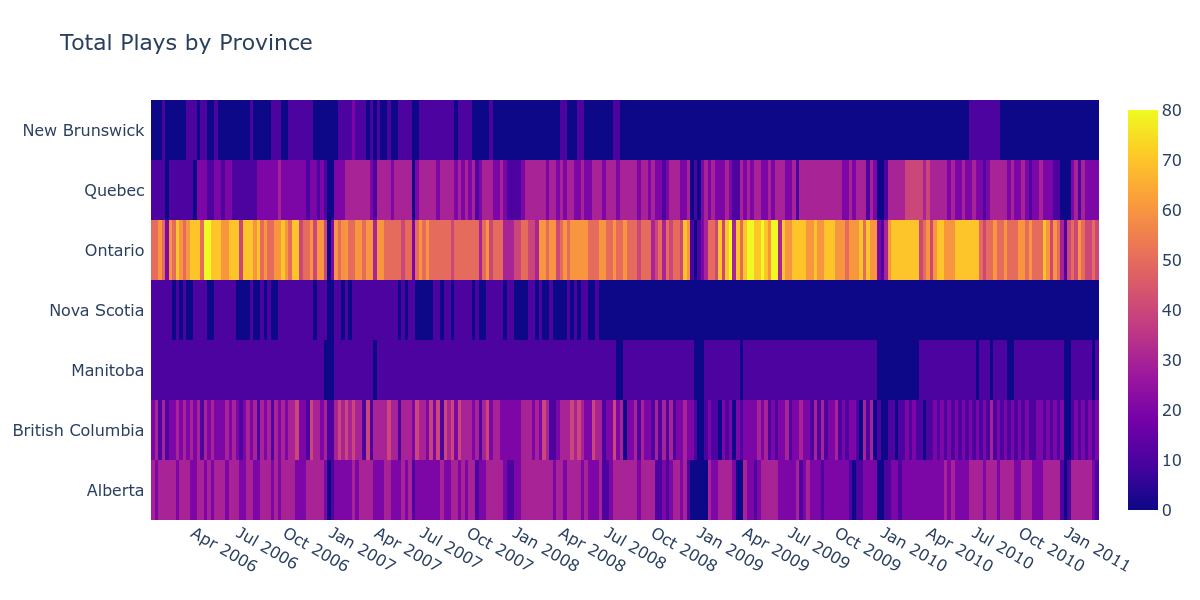 Total Plays by Province
New Brunswick
Quebec
Ontario
Nova Scotia
Manitoba
British Columbia
Alberta
Apr 2006
Jul 2006
Oct 2006
Jan 2007
Apr 2007
Jul 2007
Oct 2007
Jan 2008
Apr 2008
Jul 2008
Oct 2008
Jan 2009
Apr 2009
Jul 2009
Oct 2009
Jan 2010
Apr 2010
Jul 2010
Oct 2010
Jan 2011
80
70
60
50
40
30
20
10
0